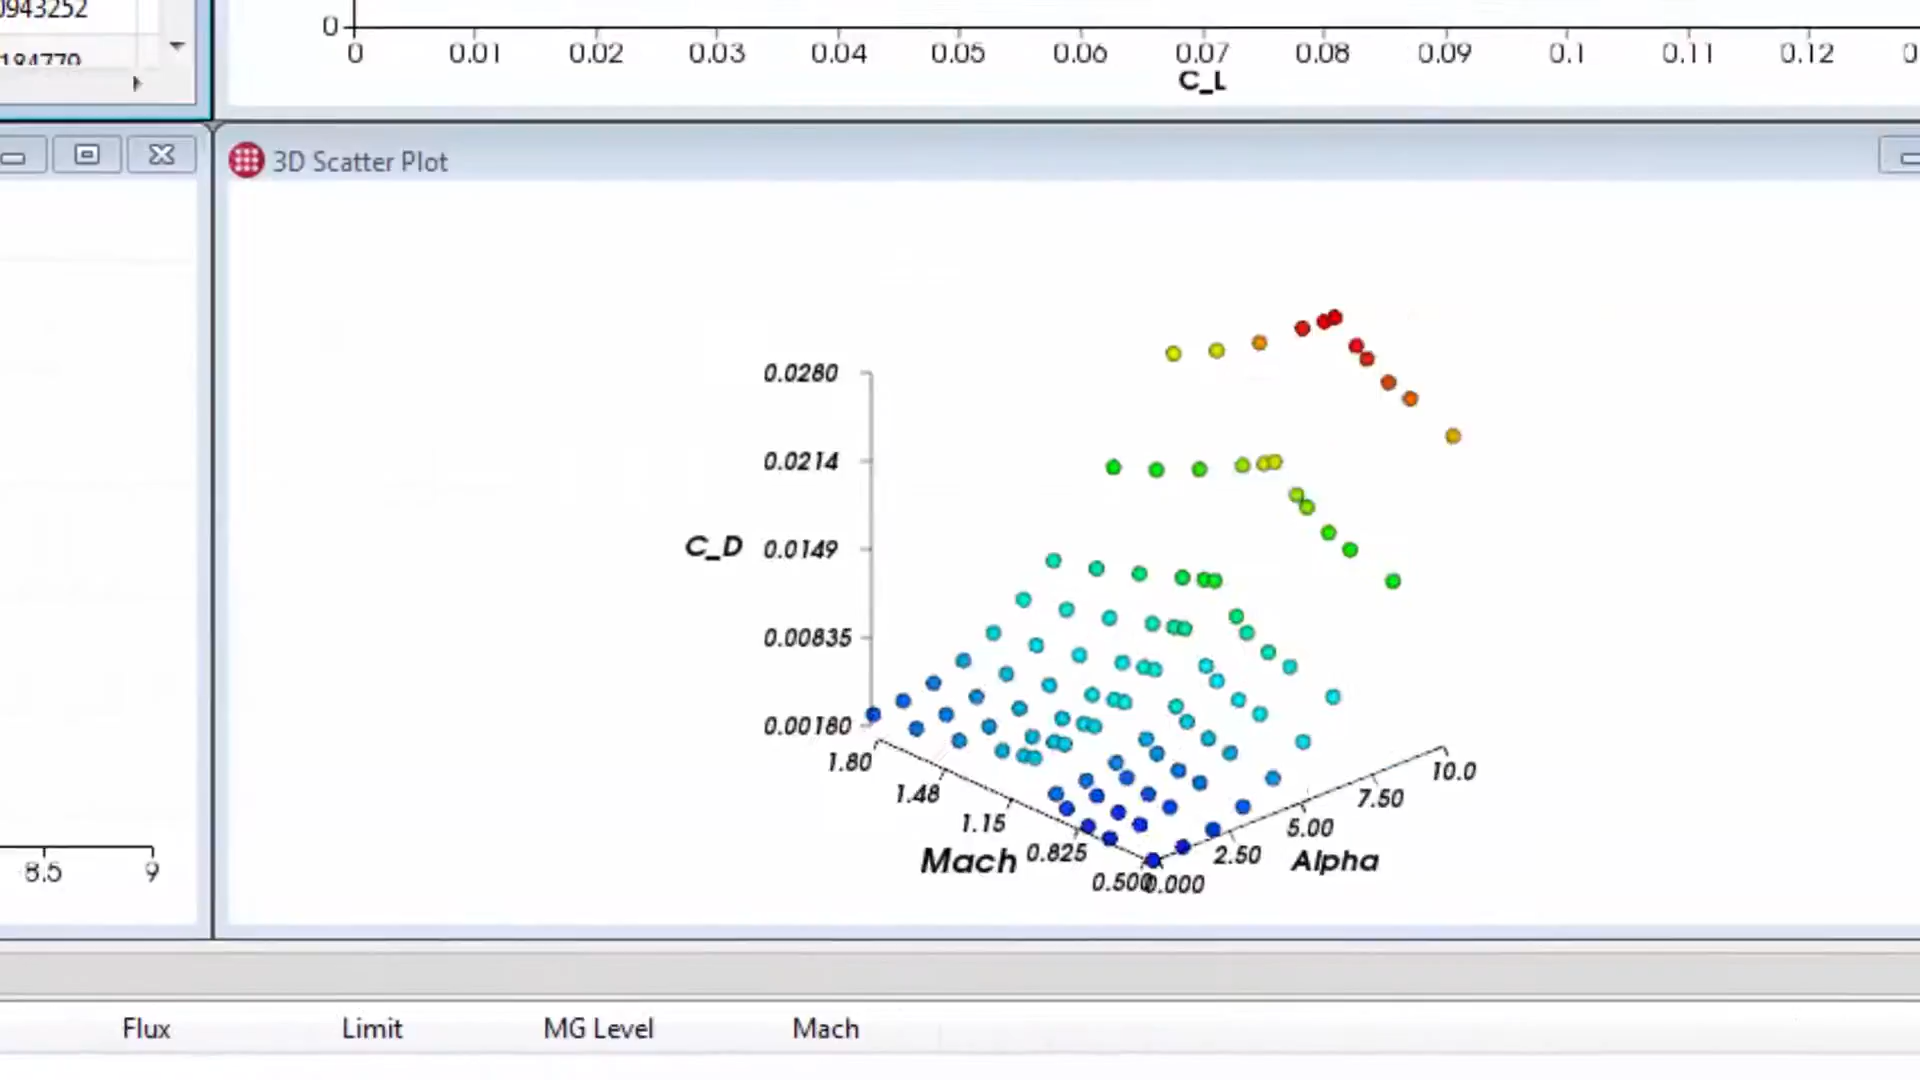 0943252
184770
0
0 0.01 0.02 0.03 0.04 0.05 0.06 0.07 0.08 0.09 0.1 0.11 0.12
C_L
3D Scatter Plot
0.0280
0.0214
C_D 0.0149
0.00835
0.00180
1.80
1.48
1.15
0.825
0.500
Mach
0.000
2.50
5.00
7.50
10.0
Alpha
8.5 9
Flux Limit MG Level Mach